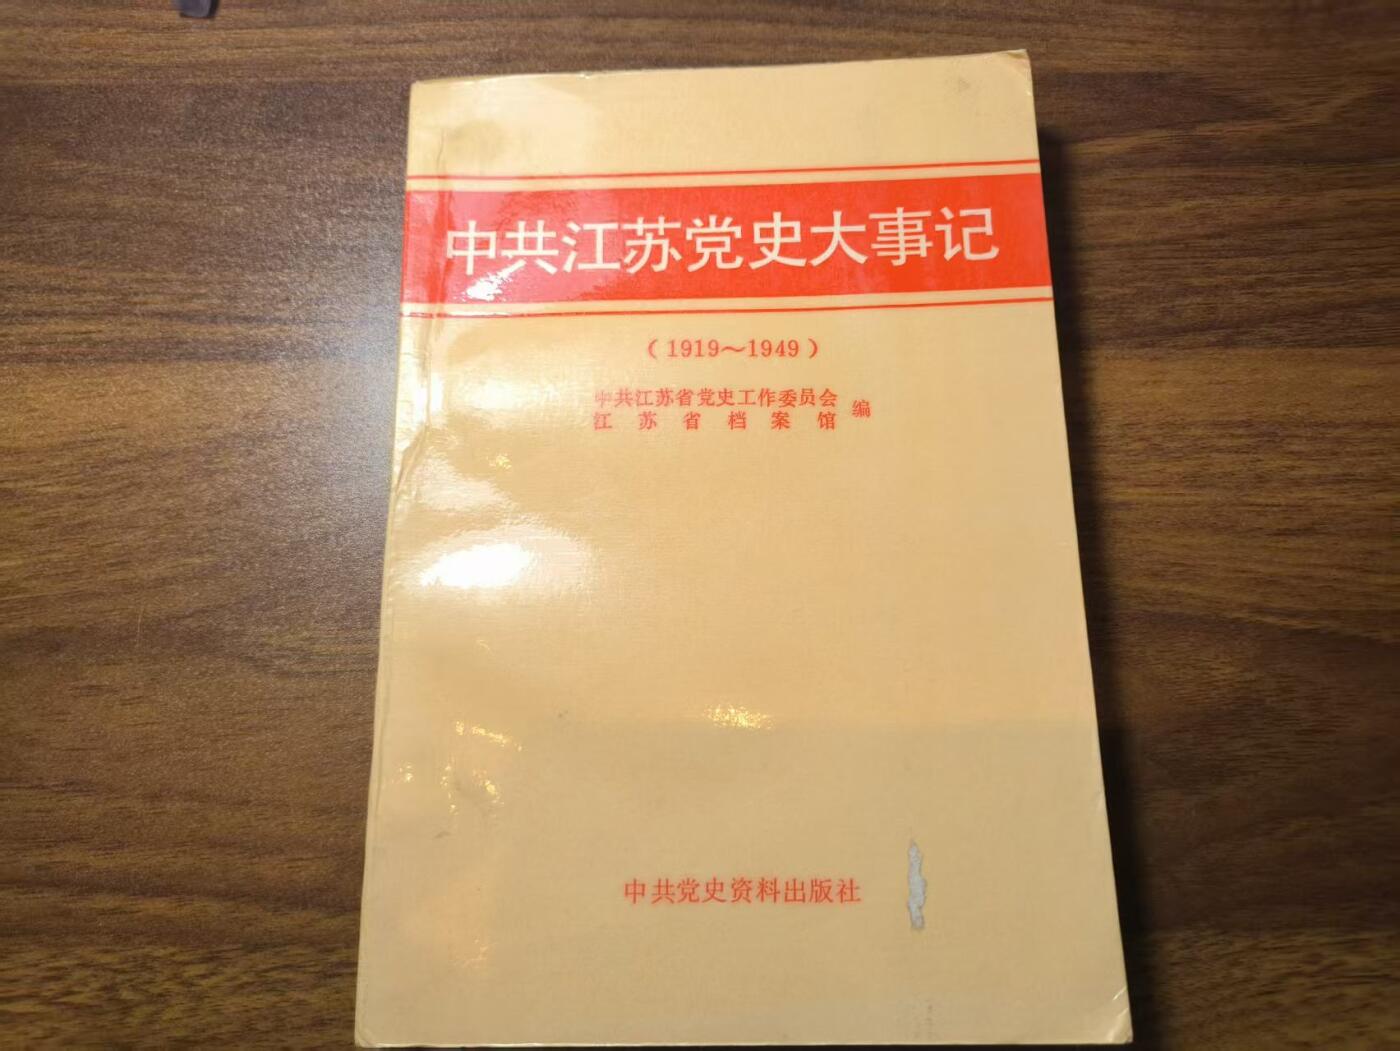 中共江苏党史大事记
（1919～1949）
中共江苏省党史工作委员会
江苏省档案馆 编
中共党史资料出版社